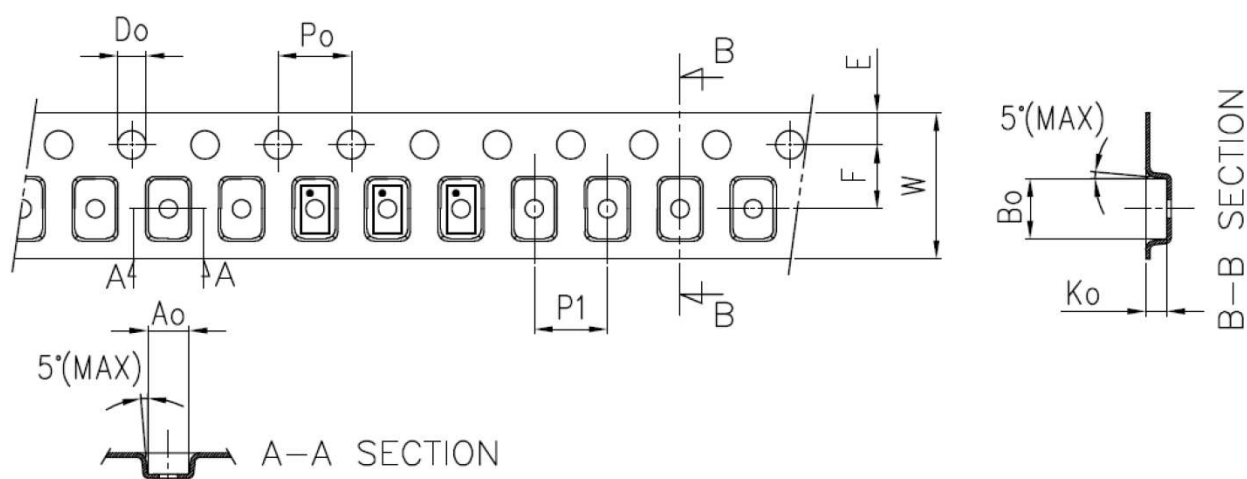 Do
Po
B
E
5°(MAX)
F
W
Bo
B-B SECTION
A
A
P1
B
Ko
Ao
5°(MAX)
A-A SECTION